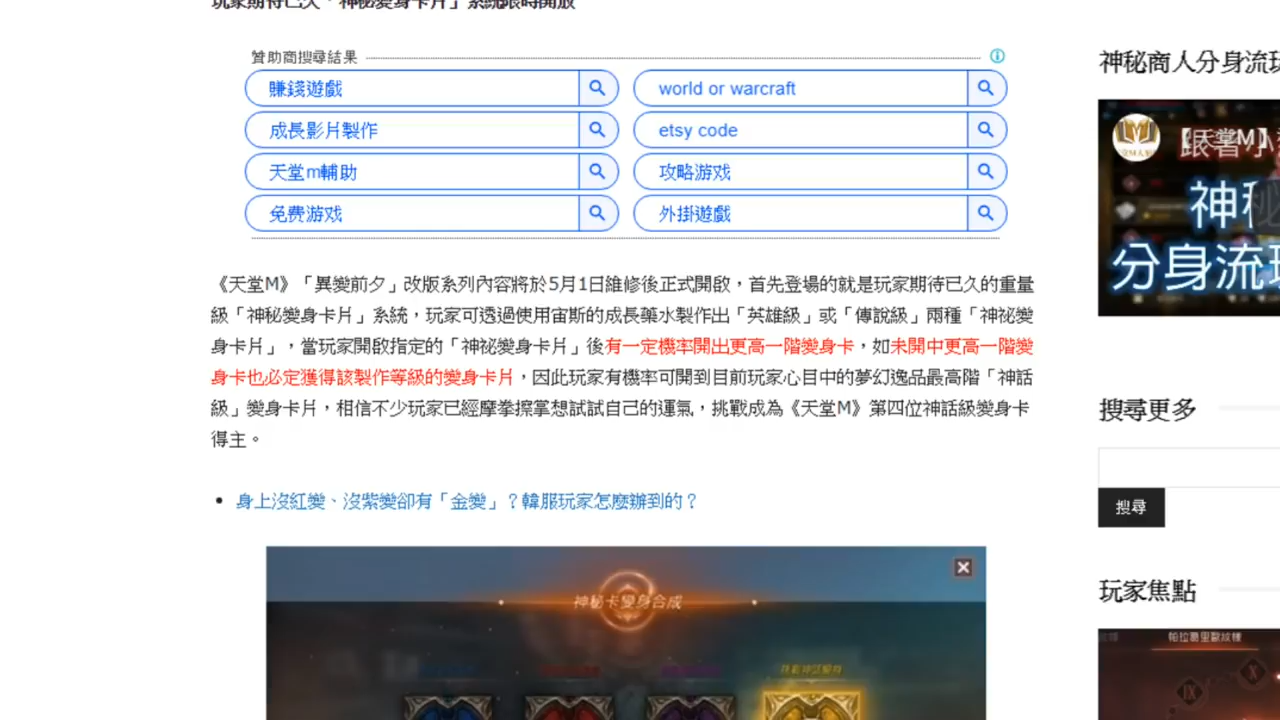 玩家期待已久「神秘變身卡片」系統限時開放
贊助商搜尋結果
賺錢遊戲
world or warcraft
成長影片製作
etsy code
天堂m輔助
攻略游戏
免费游戏
外掛遊戲
《天堂M》「異變前夕」改版系列內容將於5月1日維修後正式開啟，首先登場的就是玩家期待已久的重量
級「神秘變身卡片」系統，玩家可透過使用宙斯的成長藥水製作出「英雄級」或「傳說級」兩種「神祕變
身卡片」，當玩家開啟指定的「神祕變身卡片」後有一定機率開出更高一階變身卡，如未開中更高一階變
身卡也必定獲得該製作等級的變身卡片，因此玩家有機率可開到目前玩家心目中的夢幻逸品最高階「神話
級」變身卡片，相信不少玩家已經摩拳擦掌想試試自己的運氣，挑戰成為《天堂M》第四位神話級變身卡
得主。
身上沒紅變、沒紫變卻有「金變」？韓服玩家怎麼辦到的？
神秘卡變身合成
神秘商人分身流玩
【天堂M】
神秘
分身流玩
搜尋更多
搜尋
玩家焦點
帕拉葛里歐紋樣